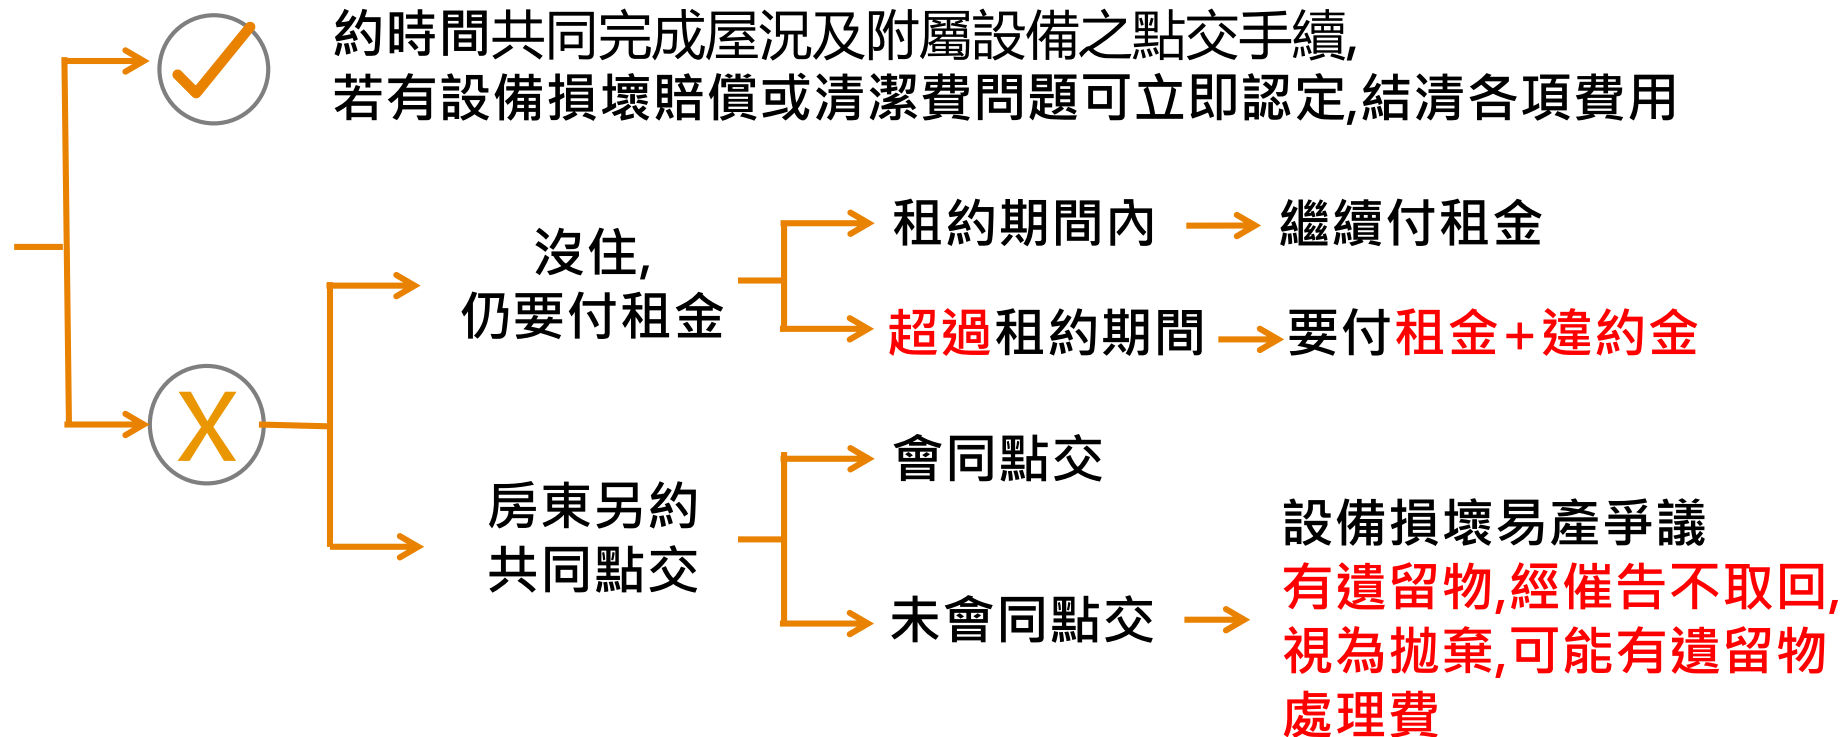 約時間共同完成屋況及附屬設備之點交手續,
若有設備損壞賠償或清潔費問題可立即認定,結清各項費用
租約期間內
繼續付租金
沒住,
仍要付租金
超過租約期間
要付租金+違約金
X
會同點交
房東另約
共同點交
未會同點交
設備損壞易產爭議
有遺留物,經催告不取回,
視為拋棄,可能有遺留物
處理費